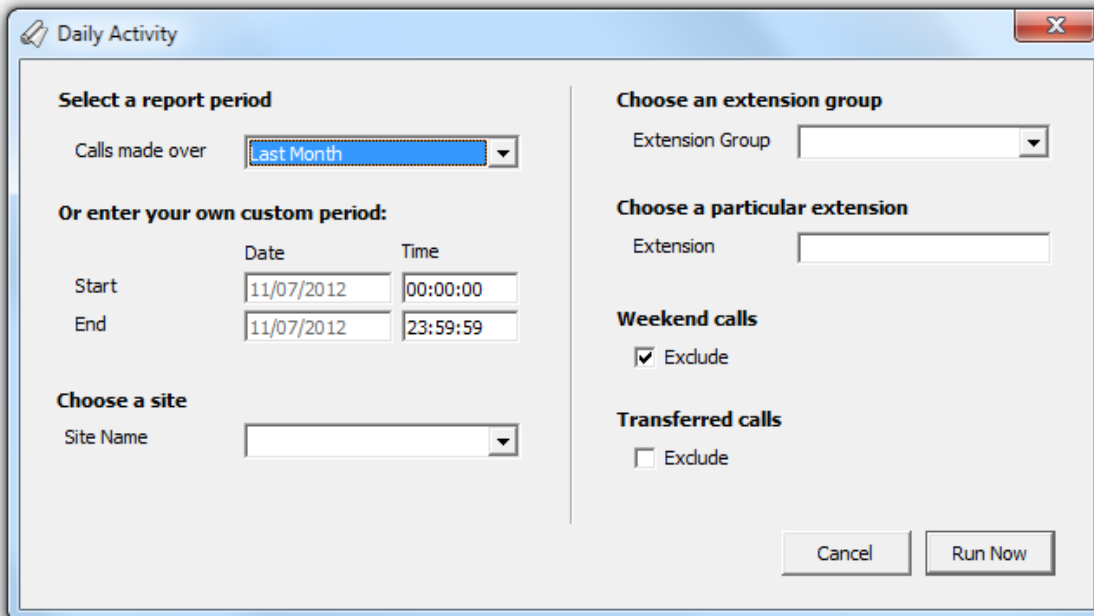 Daily Activity
Select a report period
Calls made over Last Month
Or enter your own custom period:
Date Time
Start 11/07/2012 00:00:00
End 11/07/2012 23:59:59
Choose a site
Site Name
Choose an extension group
Extension Group
Choose a particular extension
Extension
Weekend calls
Exclude
Transferred calls
Exclude
Cancel Run Now